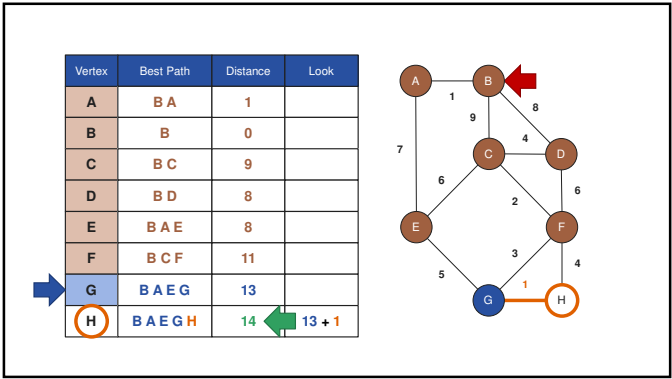 Vertex Best Path Distance Look
A B A 1
B B 0
C B C 9
D B D 8
E B A E 8
F B C F 11
G B A E G 13
H B A E G H 14 13 + 1
A B
1
8
9
4
C D
7
6
6
2
E F
3
4
5
1
G H